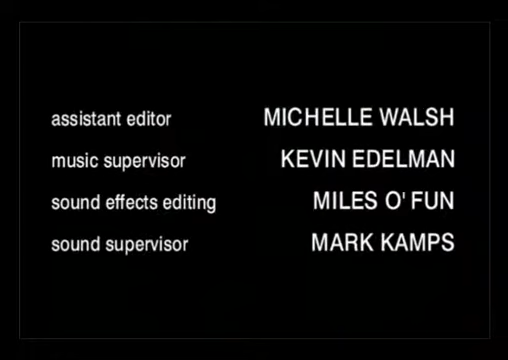 assistant editor MICHELLE WALSH
music supervisor KEVIN EDELMAN
sound effects editing MILES O' FUN
sound supervisor MARK KAMPS